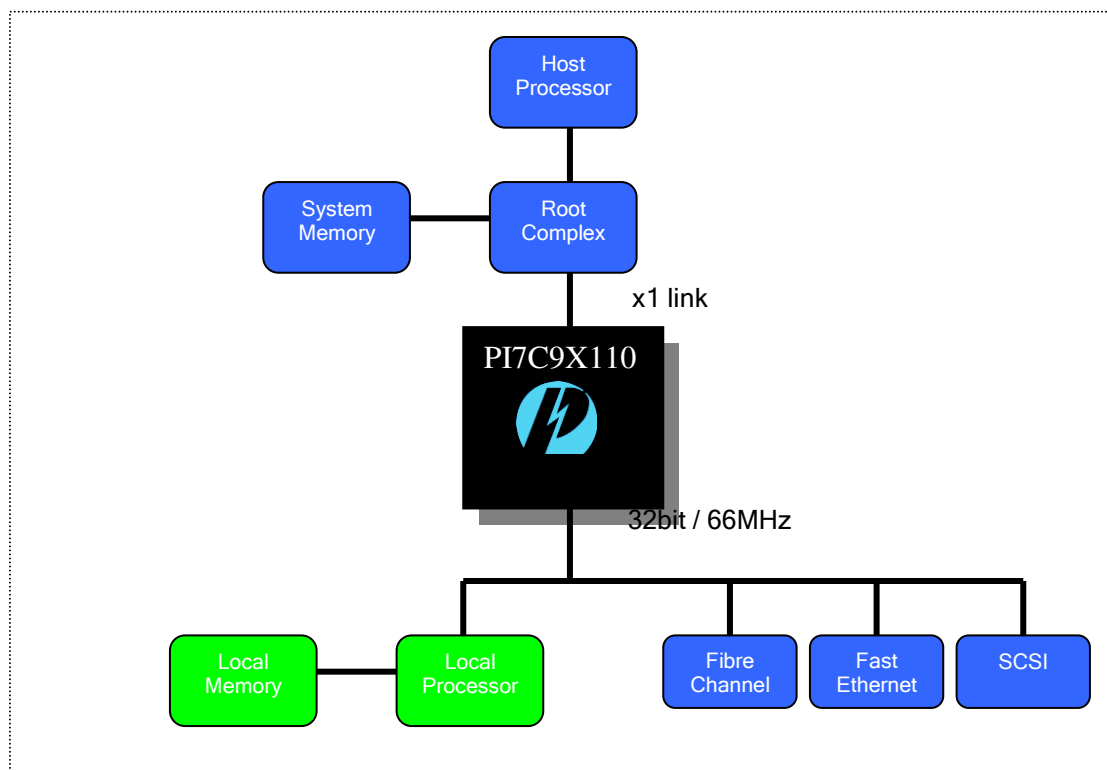 Host
Processor
System
Memory
Root
Complex
x1 link
PI7C9X110
32bit / 66MHz
Local
Memory
Local
Processor
Fibre
Channel
Fast
Ethernet
SCSI